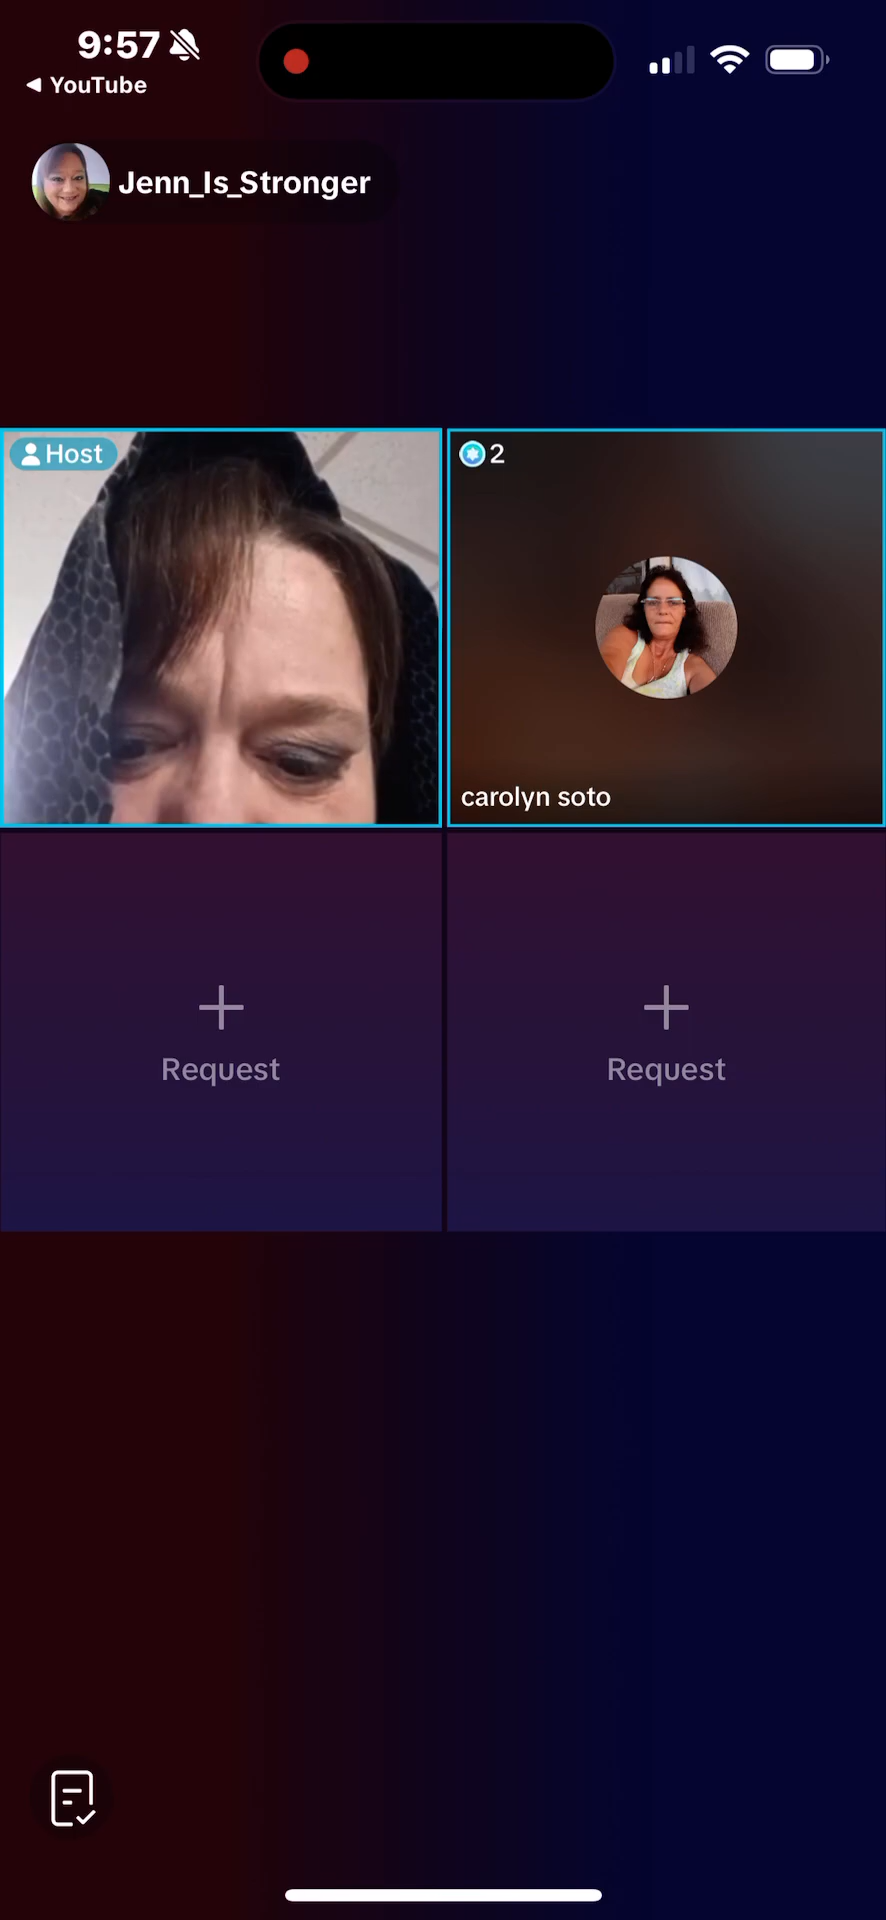 9:57
YouTube
Jenn_Is_Stronger
Host
2
carolyn soto
Request
Request